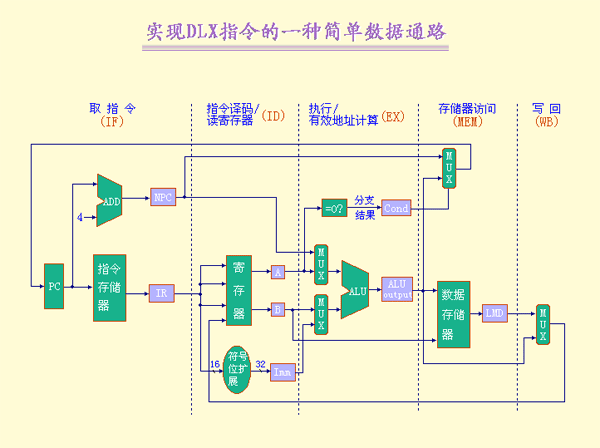 实现DLX指令的一种简单数据通路
取 指 令
(IF)
指令译码/
读寄存器
(ID)
执行/
有效地址计算
(EX)
存储器访问
(MEM)
写 回
(WB)
M
U
X
ADD
NPC
4
=0?
分支
结果
Cond
PC
指令
存储
器
IR
寄
存
器
A
B
M
U
X
M
U
X
ALU
ALU
output
数据
存储
器
LMD
M
U
X
16
符号
位扩
展
32
Imm